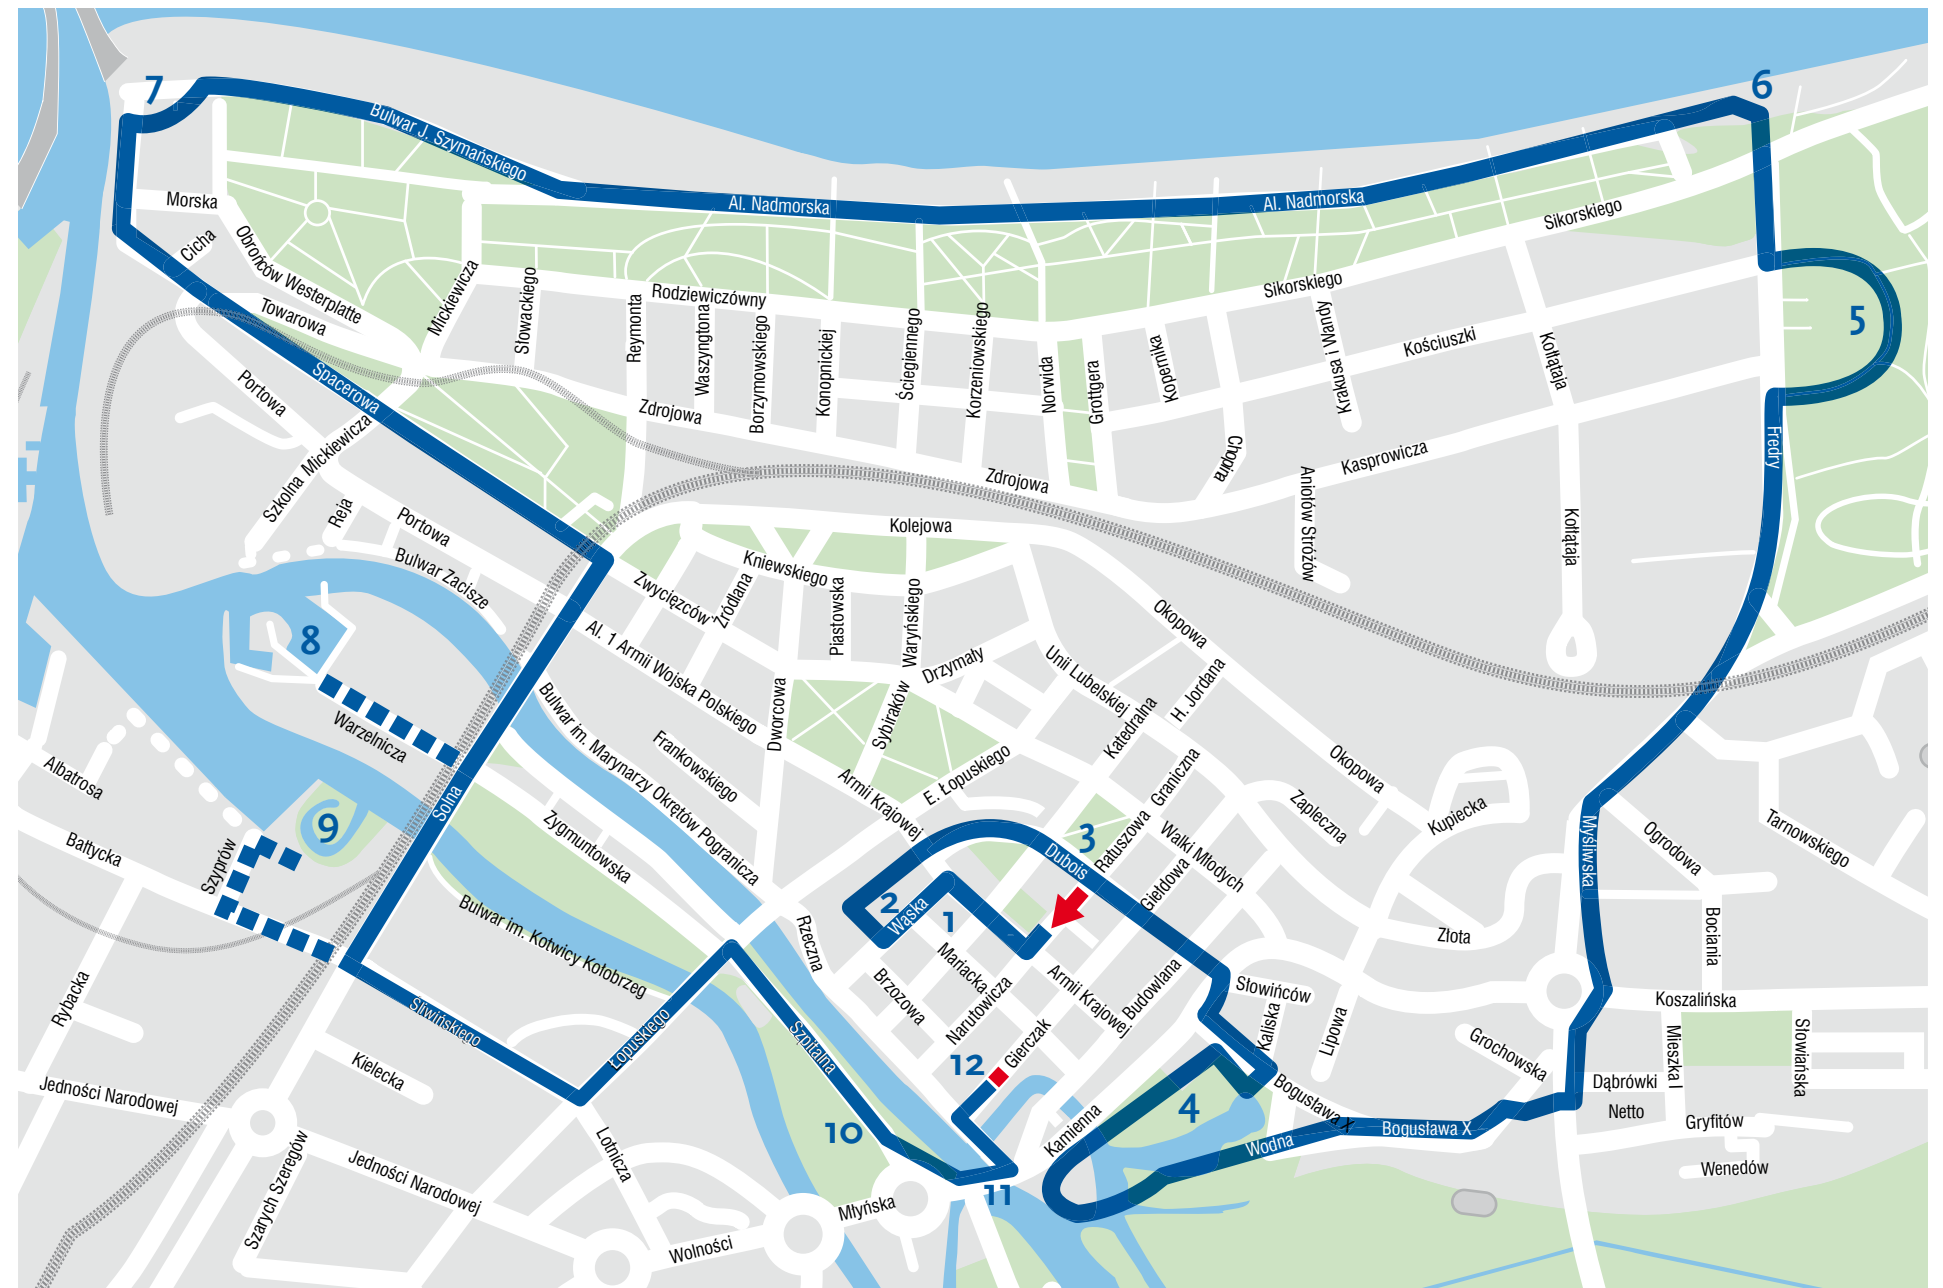 7
6
Bulwar J. Szymańskiego
Al. Nadmorska
Al. Nadmorska
Morska
Cicha
Obrońców Westerplatte
Sikorskiego
Mickiewicza
Słowackiego
Rodziewiczówny
Sikorskiego
Towarowa
Reymonta
Waszyngtona
Borzymowskiego
Konopnickiej
Ściegiennego
Korzeniowskiego
Norwida
Grottgera
Kopernika
Krakusa i Wandy
Kościuszki
Kołłątaja
5
Spacerowa
Portowa
Zdrojowa
Szkolna Mickiewicza
Chopina
Kasprowicza
Fredry
Zdrojowa
Aniołów Stróżów
Reja
Portowa
Kolejowa
Kołłątaja
Bulwar Zacisze
Kniewskiego
Zwycięzców
Źródlana
Piastowska
Waryńskiego
Okopowa
8
Al. 1 Armii Wojska Polskiego
Drzymały
Unii Lubelskiej
H. Jordana
Bulwar im. Marynarzy Okrętów Pogranicza
Dworcowa
Sybiraków
Katedralna
Warzelnicza
Frankowskiego
E. Łopuskiego
Graniczna
Okopowa
Albatrosa
Solna
Armii Krajowej
Zapleczna
Kupiecka
9
Zygmuntowska
3
Ratuszowa
Wałki Młodych
Myśliwska
Ogrodowa
Tarnowskiego
Bałtycka
Szyprów
Dubois
Giełdowa
2
Wąska
1
Bulwar im. Kotwicy Kołobrzeg
Rzeczna
Mariacka
Złota
Bociania
Rybacka
Brzozowa
Narutowicza
Armii Krajowej
Budowlana
Słowińców
Kaliska
Lipowa
Koszalińska
Śliwińskiego
Łopuskiego
Szpitalna
12
Gierczak
Grochowska
Mieszka I
Słowiańska
Kielecka
Jedności Narodowej
Bogusława X
Dąbrówki
Netto
4
Kamienna
10
Wodna
Bogusława X
Gryfitów
Lotnicza
Wenedów
Szarych Szeregów
Jedności Narodowej
11
Młyńska
Wolności